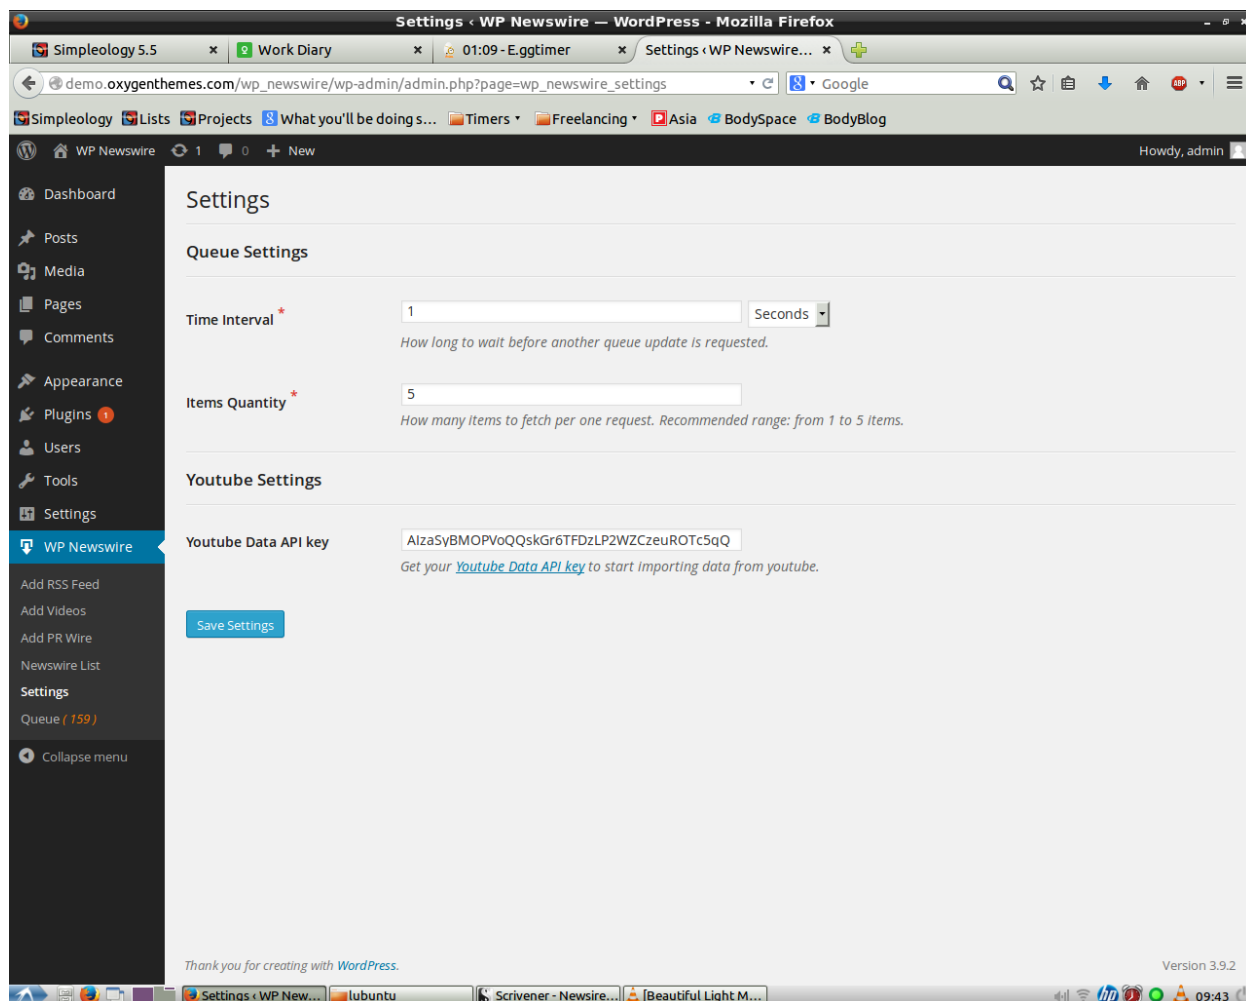 Settings ‹ WP Newswire — WordPress - Mozilla Firefox
Simpleology 5.5
Work Diary
01:09 - E.ggtimer
Settings ‹ WP Newswire...
demo.oxygenthemes.com/wp_newswire/wp-admin/admin.php?page=wp_newswire_settings
Google
ABP
Simpleology Lists Projects What you'll be doing s... Timers Freelancing Asia BodySpace BodyBlog
WP Newswire 1 0 + New
Howdy, admin
Dashboard
Posts
Media
Pages
Comments
Appearance
Plugins 1
Users
Tools
Settings
WP Newswire
Add RSS Feed
Add Videos
Add PR Wire
Newswire List
Settings
Queue ( 159 )
Collapse menu
Settings
Queue Settings
Time Interval *
1
Seconds
How long to wait before another queue update is requested.
Items Quantity *
5
How many items to fetch per one request. Recommended range: from 1 to 5 items.
Youtube Settings
Youtube Data API key
AIzaSyBMOPVoQQskGr6TFDzLP2WZCzeuROTc5qQ
Get your Youtube Data API key to start importing data from youtube.
Save Settings
Thank you for creating with WordPress.
Version 3.9.2
Settings ‹ WP New...
lubuntu
Scrivener - Newsire...
[Beautiful Light M...
hp
09:43